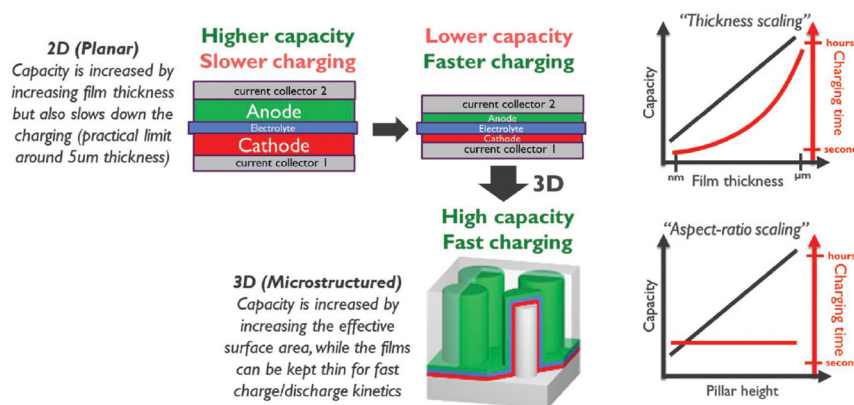 2D (Planar)
Capacity is increased by
increasing film thickness
but also slows down the
charging (practical limit
around 5um thickness)
Higher capacity
Slower charging
current collector 2
Anode
Electrolyte
Cathode
current collector 1
Lower capacity
Faster charging
current collector 2
Anode
Electrolyte
Cathode
current collector 1
3D
High capacity
Fast charging
3D (Microstructured)
Capacity is increased by
increasing the effective
surface area, while the films
can be kept thin for fast
charge/discharge kinetics
"Thickness scaling"
Capacity
hours
Charging time
second
nm
µm
Film thickness
"Aspect-ratio scaling"
Capacity
hours
Charging time
second
Pillar height